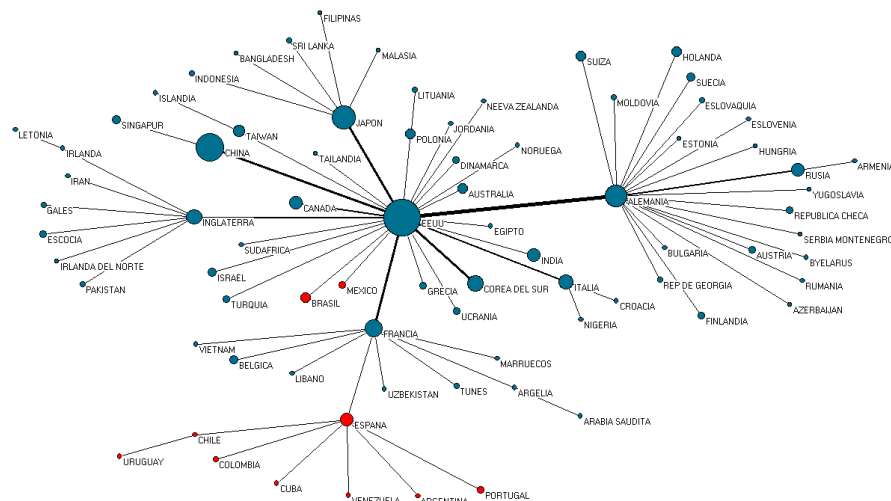 FILIPINAS
SRI LANKA
MALASIA
BANGLADESH
INDONESIA
ISLANDIA
SINGAPUR
TAIWAN
JAPON
CHINA
TAILANDIA
LETONIA
IRLANDA
IRAN
GALES
ESCOCIA
IRLANDA DEL NORTE
PAKISTAN
INGLATERRA
CANADA
SUDAFRICA
ISRAEL
TURQUIA
BRASIL
MEXICO
LITUANIA
NEEVA ZEALANDA
POLONIA
JORDANIA
NORUEGA
DINAMARCA
AUSTRALIA
EEUU
EGIPTO
INDIA
GRECIA
COREA DEL SUR
ITALIA
UCRANIA
CROACIA
NIGERIA
SUIZA
HOLANDA
SUECIA
MOLDOVIA
ESLOVAQUIA
ESLOVENIA
ESTONIA
HUNGRIA
RUSIA
ARMENIA
ALEMANIA
YUGOSLAVIA
REPUBLICA CHECA
SERBIA MONTENEGRO
BULGARIA
AUSTRIA
BYELARUS
REP DE GEORGIA
RUMANIA
AZERBAIJAN
FINLANDIA
FRANCIA
VIETNAM
BELGICA
LIBANO
UZBEKISTAN
TUNES
MARRUECOS
ARGELIA
ARABIA SAUDITA
ESPANA
CHILE
URUGUAY
COLOMBIA
CUBA
VENEZUELA
ARGENTINA
PORTUGAL